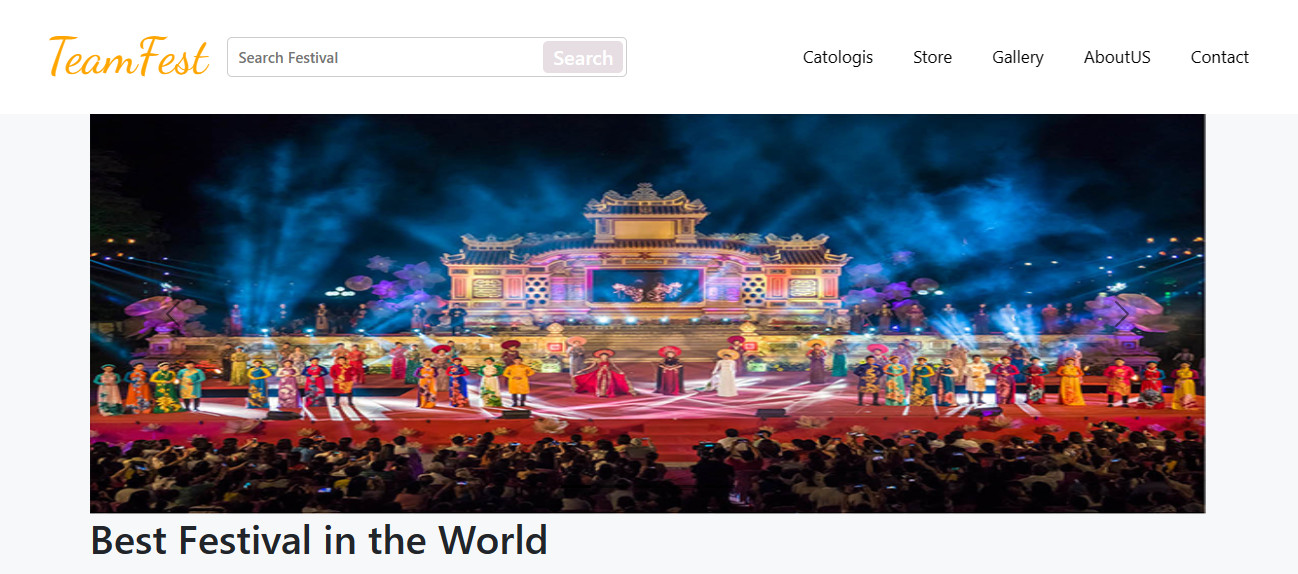 TeamFest
Search Festival
Search
Catologis
Store
Gallery
AboutUS
Contact
Best Festival in the World